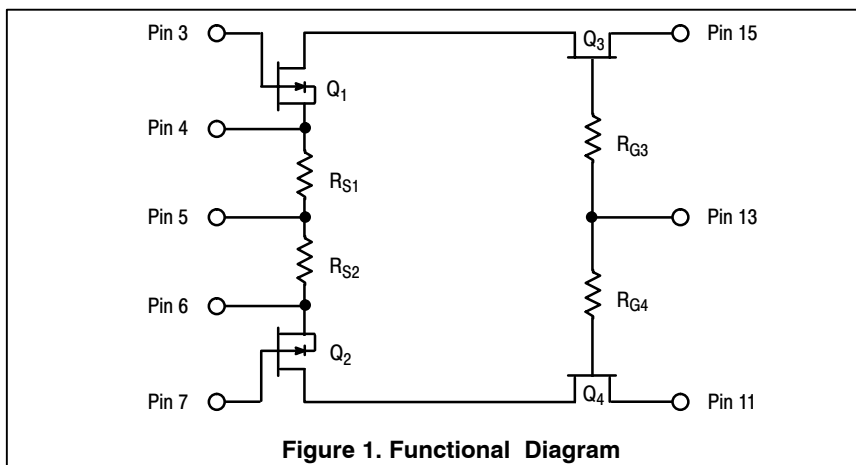 Pin 3
Q3
Pin 15
Q1
Pin 4
RG3
RS1
Pin 5
Pin 13
RS2
Pin 6
RG4
Q2
Pin 7
Q4
Pin 11
Figure 1. Functional Diagram